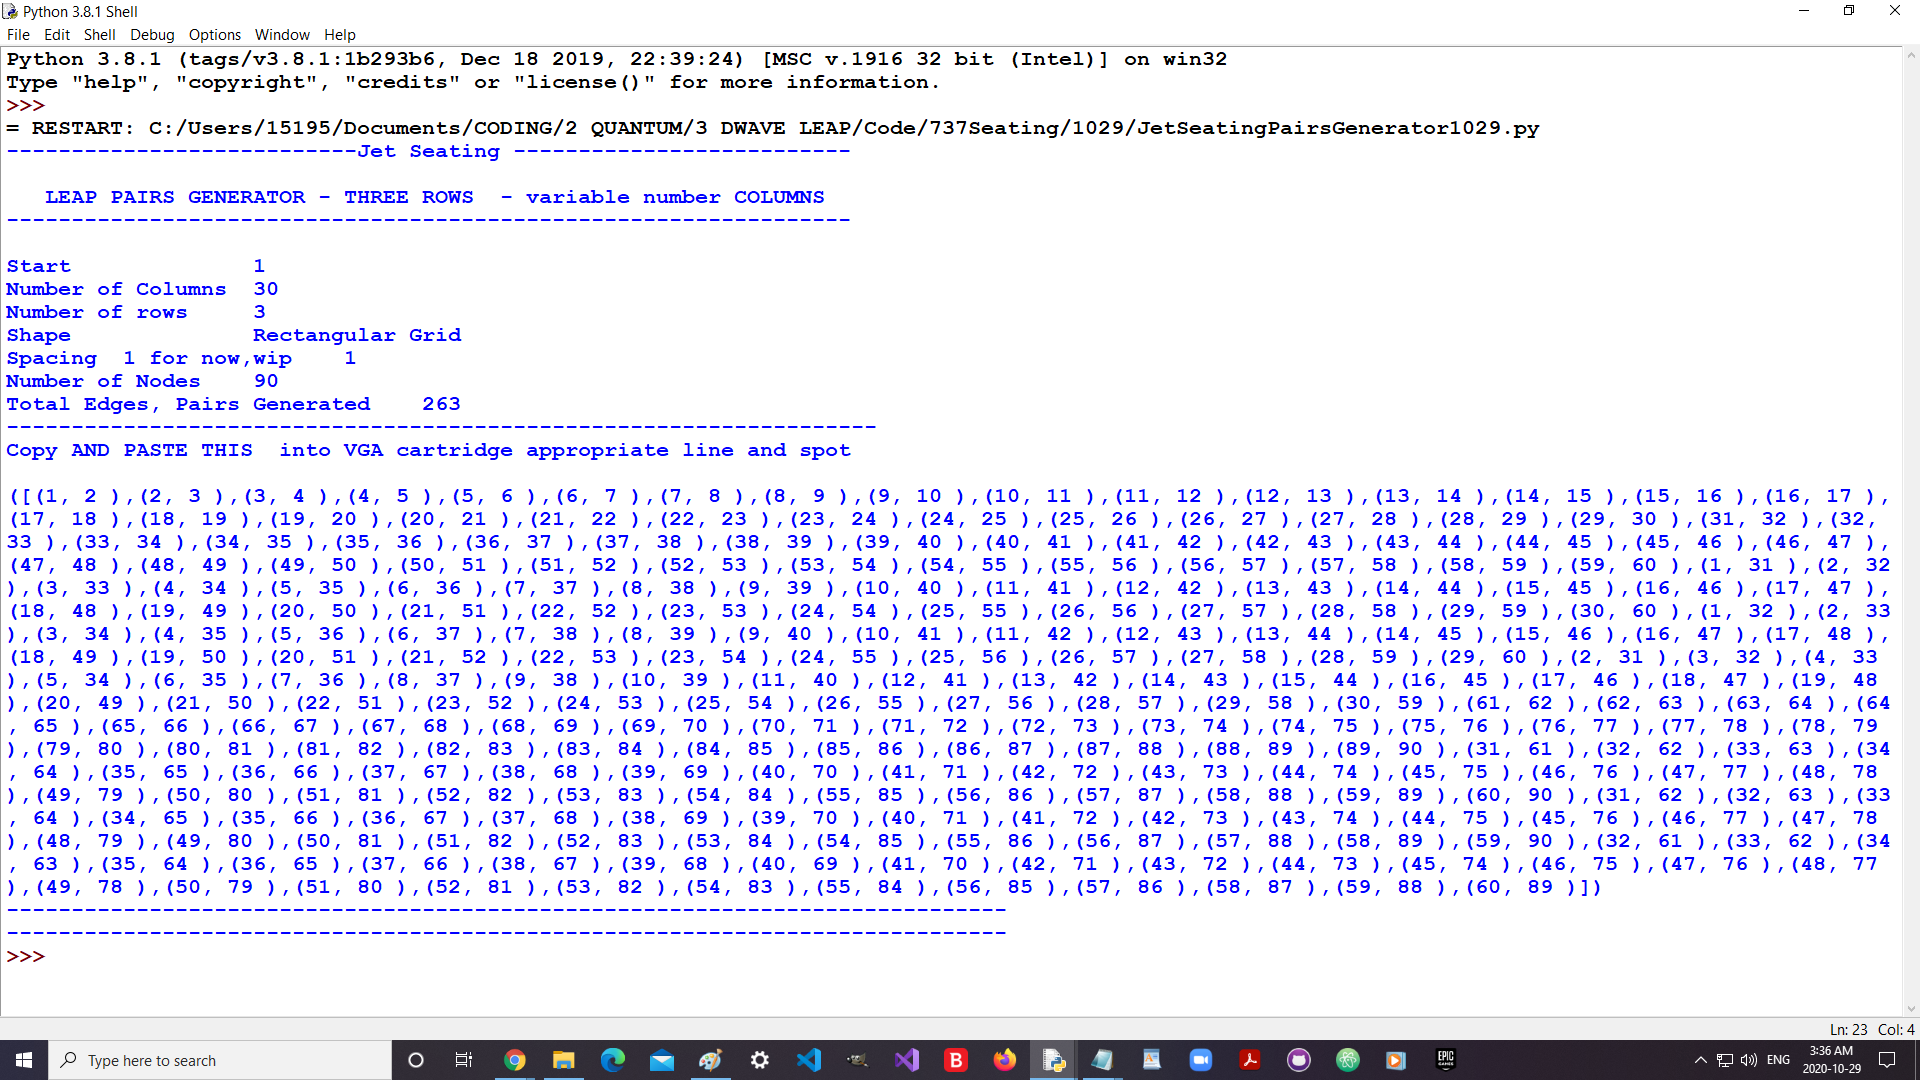 Python 3.8.1 Shell
File Edit Shell Debug Options Window Help
Python 3.8.1 (tags/v3.8.1:1b293b6, Dec 18 2019, 22:39:24) [MSC v.1916 32 bit (Intel)] on win32
Type "help", "copyright", "credits" or "license()" for more information.
>>>
= RESTART: C:/Users/15195/Documents/CODING/2 QUANTUM/3 DWAVE LEAP/Code/737Seating/1029/JetSeatingPairsGenerator1029.py
---------------------------Jet Seating --------------------------
LEAP PAIRS GENERATOR - THREE ROWS  - variable number COLUMNS
-----------------------------------------------------------------
Start              1
Number of Columns  30
Number of rows     3
Shape              Rectangular Grid
Spacing  1 for now,wip    1
Number of Nodes    90
Total Edges, Pairs Generated    263
-------------------------------------------------------------------
Copy AND PASTE THIS  into VGA cartridge appropriate line and spot
([(1, 2 ),(2, 3 ),(3, 4 ),(4, 5 ),(5, 6 ),(6, 7 ),(7, 8 ),(8, 9 ),(9, 10 ),(10, 11 ),(11, 12 ),(12, 13 ),(13, 14 ),(14, 15 ),(15, 16 ),(16, 17 ),
(17, 18 ),(18, 19 ),(19, 20 ),(20, 21 ),(21, 22 ),(22, 23 ),(23, 24 ),(24, 25 ),(25, 26 ),(26, 27 ),(27, 28 ),(28, 29 ),(29, 30 ),(31, 32 ),(32,
33 ),(33, 34 ),(34, 35 ),(35, 36 ),(36, 37 ),(37, 38 ),(38, 39 ),(39, 40 ),(40, 41 ),(41, 42 ),(42, 43 ),(43, 44 ),(44, 45 ),(45, 46 ),(46, 47 ),
(47, 48 ),(48, 49 ),(49, 50 ),(50, 51 ),(51, 52 ),(52, 53 ),(53, 54 ),(54, 55 ),(55, 56 ),(56, 57 ),(57, 58 ),(58, 59 ),(59, 60 ),(1, 31 ),(2, 32
),(3, 33 ),(4, 34 ),(5, 35 ),(6, 36 ),(7, 37 ),(8, 38 ),(9, 39 ),(10, 40 ),(11, 41 ),(12, 42 ),(13, 43 ),(14, 44 ),(15, 45 ),(16, 46 ),(17, 47 ),
(18, 48 ),(19, 49 ),(20, 50 ),(21, 51 ),(22, 52 ),(23, 53 ),(24, 54 ),(25, 55 ),(26, 56 ),(27, 57 ),(28, 58 ),(29, 59 ),(30, 60 ),(1, 32 ),(2, 33
),(3, 34 ),(4, 35 ),(5, 36 ),(6, 37 ),(7, 38 ),(8, 39 ),(9, 40 ),(10, 41 ),(11, 42 ),(12, 43 ),(13, 44 ),(14, 45 ),(15, 46 ),(16, 47 ),(17, 48 ),
(18, 49 ),(19, 50 ),(20, 51 ),(21, 52 ),(22, 53 ),(23, 54 ),(24, 55 ),(25, 56 ),(26, 57 ),(27, 58 ),(28, 59 ),(29, 60 ),(2, 31 ),(3, 32 ),(4, 33
),(5, 34 ),(6, 35 ),(7, 36 ),(8, 37 ),(9, 38 ),(10, 39 ),(11, 40 ),(12, 41 ),(13, 42 ),(14, 43 ),(15, 44 ),(16, 45 ),(17, 46 ),(18, 47 ),(19, 48
),(20, 49 ),(21, 50 ),(22, 51 ),(23, 52 ),(24, 53 ),(25, 54 ),(26, 55 ),(27, 56 ),(28, 57 ),(29, 58 ),(30, 59 ),(61, 62 ),(62, 63 ),(63, 64 ),(64
, 65 ),(65, 66 ),(66, 67 ),(67, 68 ),(68, 69 ),(69, 70 ),(70, 71 ),(71, 72 ),(72, 73 ),(73, 74 ),(74, 75 ),(75, 76 ),(76, 77 ),(77, 78 ),(78, 79
),(79, 80 ),(80, 81 ),(81, 82 ),(82, 83 ),(83, 84 ),(84, 85 ),(85, 86 ),(86, 87 ),(87, 88 ),(88, 89 ),(89, 90 ),(31, 61 ),(32, 62 ),(33, 63 ),(34
, 64 ),(35, 65 ),(36, 66 ),(37, 67 ),(38, 68 ),(39, 69 ),(40, 70 ),(41, 71 ),(42, 72 ),(43, 73 ),(44, 74 ),(45, 75 ),(46, 76 ),(47, 77 ),(48, 78
),(49, 79 ),(50, 80 ),(51, 81 ),(52, 82 ),(53, 83 ),(54, 84 ),(55, 85 ),(56, 86 ),(57, 87 ),(58, 88 ),(59, 89 ),(60, 90 ),(31, 62 ),(32, 63 ),(33
, 64 ),(34, 65 ),(35, 66 ),(36, 67 ),(37, 68 ),(38, 69 ),(39, 70 ),(40, 71 ),(41, 72 ),(42, 73 ),(43, 74 ),(44, 75 ),(45, 76 ),(46, 77 ),(47, 78
),(48, 79 ),(49, 80 ),(50, 81 ),(51, 82 ),(52, 83 ),(53, 84 ),(54, 85 ),(55, 86 ),(56, 87 ),(57, 88 ),(58, 89 ),(59, 90 ),(32, 61 ),(33, 62 ),(34
, 63 ),(35, 64 ),(36, 65 ),(37, 66 ),(38, 67 ),(39, 68 ),(40, 69 ),(41, 70 ),(42, 71 ),(43, 72 ),(44, 73 ),(45, 74 ),(46, 75 ),(47, 76 ),(48, 77
),(49, 78 ),(50, 79 ),(51, 80 ),(52, 81 ),(53, 82 ),(54, 83 ),(55, 84 ),(56, 85 ),(57, 86 ),(58, 87 ),(59, 88 ),(60, 89 )])
-----------------------------------------------------------------------------
-----------------------------------------------------------------------------
>>>
Ln: 23 Col: 4
Type here to search
B
EPIC
GAMES
ENG
3:36 AM
2020-10-29